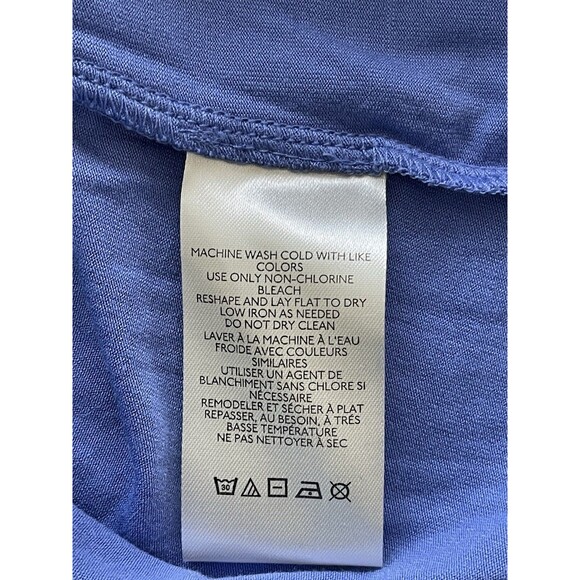 MACHINE WASH COLD WITH LIKE
COLORS
USE ONLY NON-CHLORINE
BLEACH
RESHAPE AND LAY FLAT TO DRY
LOW IRON AS NEEDED
DO NOT DRY CLEAN
LAVER À LA MACHINE À L'EAU
FROIDE AVEC COULEURS
SIMILAIRES
UTILISER UN AGENT DE
BLANCHIMENT SANS CHLORE SI
NÉCESSAIRE
REMODELER ET SÉCHER À PLAT
REPASSER, AU BESOIN, À TRÉS
BASSE TEMPÉRATURE
NE PAS NETTOYER À SEC
30